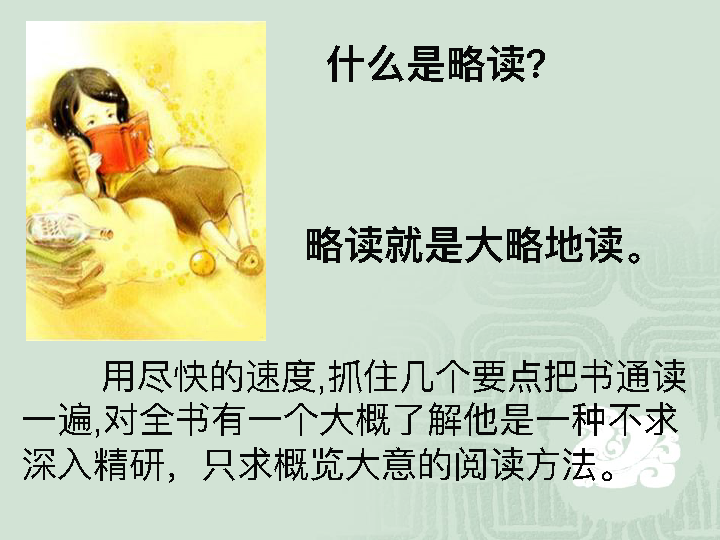 什么是略读?
略读就是大略地读。
用尽快的速度,抓住几个要点把书通读
一遍,对全书有一个大概了解他是一种不求
深入精研，只求概览大意的阅读方法。